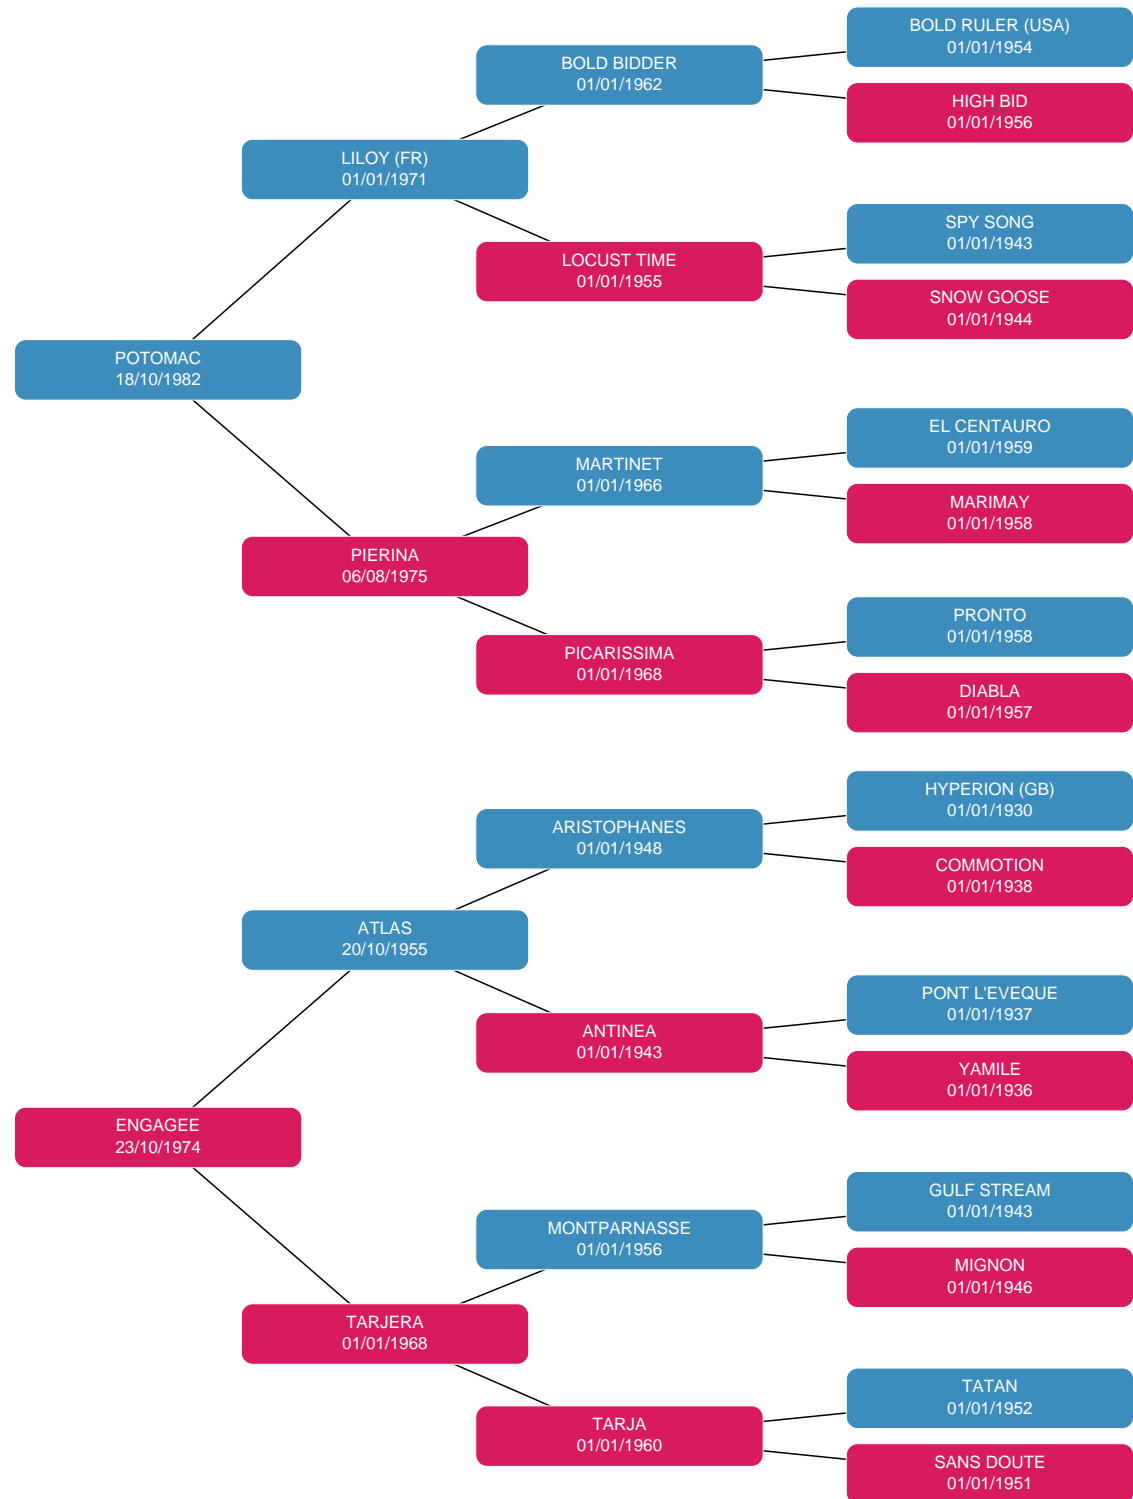 BOLD RULER (USA)
01/01/1954
BOLD BIDDER
01/01/1962
HIGH BID
01/01/1956
LILOY (FR)
01/01/1971
SPY SONG
01/01/1943
LOCUST TIME
01/01/1955
SNOW GOOSE
01/01/1944
POTOMAC
18/10/1982
EL CENTAURO
01/01/1959
MARTINET
01/01/1966
MARIMAY
01/01/1958
PIERINA
06/08/1975
PRONTO
01/01/1958
PICARISSIMA
01/01/1968
DIABLA
01/01/1957
HYPERION (GB)
01/01/1930
ARISTOPHANES
01/01/1948
COMMOTION
01/01/1938
ATLAS
20/10/1955
PONT L'EVEQUE
01/01/1937
ANTINEA
01/01/1943
YAMILE
01/01/1936
ENGAGEE
23/10/1974
GULF STREAM
01/01/1943
MONTPARNASSE
01/01/1956
MIGNON
01/01/1946
TARJERA
01/01/1968
TATAN
01/01/1952
TARJA
01/01/1960
SANS DOUTE
01/01/1951